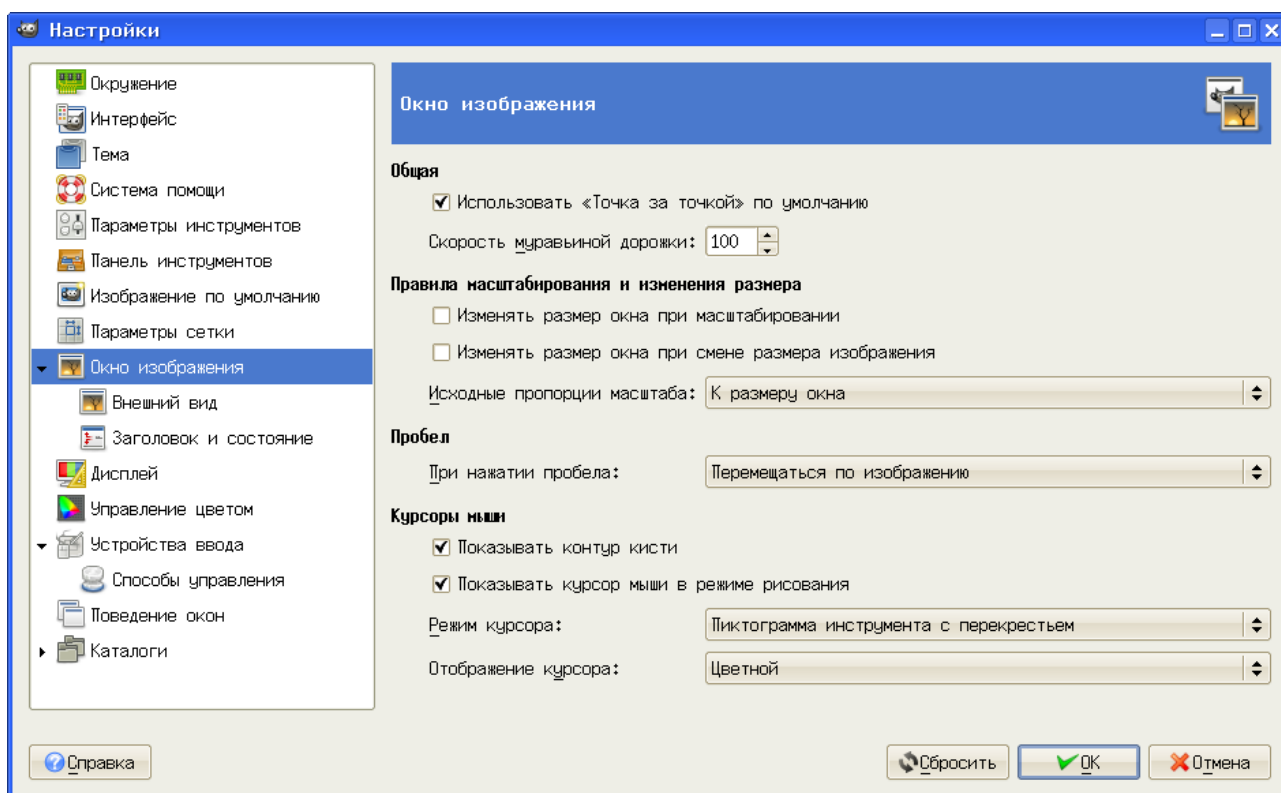 Настройки
Окружение
Интерфейс
Тема
Система помощи
Параметры инструментов
Панель инструментов
Изображение по умолчанию
Параметры сетки
Окно изображения
Внешний вид
Заголовок и состояние
Дисплей
Управление цветом
Устройства ввода
Способы управления
Поведение окон
Каталоги
Окно изображения
Общая
Использовать «Точка за точкой» по умолчанию
Скорость муравьиной дорожки: 100
Правила масштабирования и изменения размера
Изменять размер окна при масштабировании
Изменять размер окна при смене размера изображения
Исходные пропорции масштаба: К размеру окна
Пробел
При нажатии пробела: Перемещаться по изображению
Курсоры мыши
Показывать контур кисти
Показывать курсор мыши в режиме рисования
Режим курсора: Пиктограмма инструмента с перекрестьем
Отображение курсора: Цветной
Справка Сбросить OK Отмена